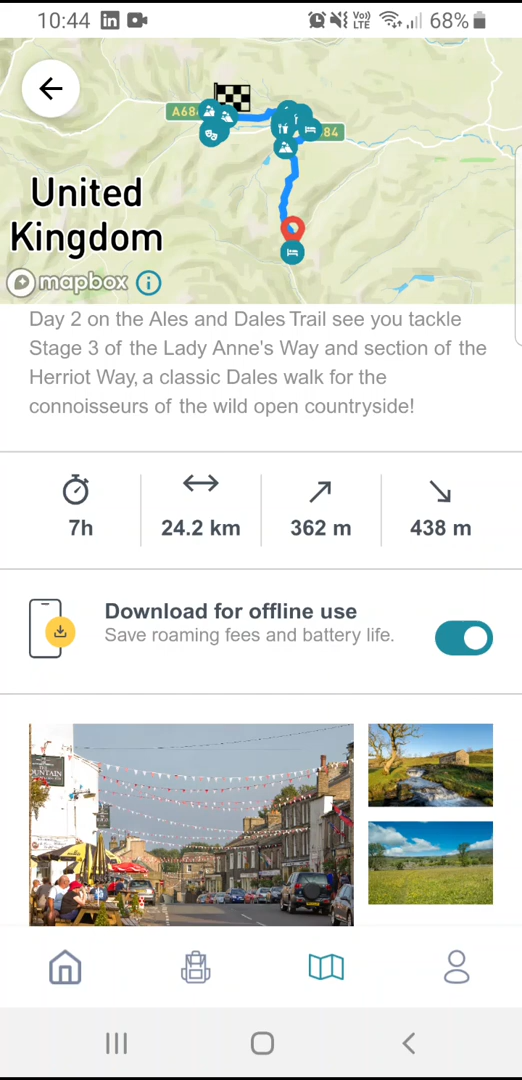 10:44
Vo))
LTE
68%
A68
84
United
Kingdom
mapbox
Day 2 on the Ales and Dales Trail see you tackle
Stage 3 of the Lady Anne's Way and section of the
Herriot Way, a classic Dales walk for the
connoisseurs of the wild open countryside!
7h
24.2 km
362 m
438 m
Download for offline use
Save roaming fees and battery life.
OUNTAIN